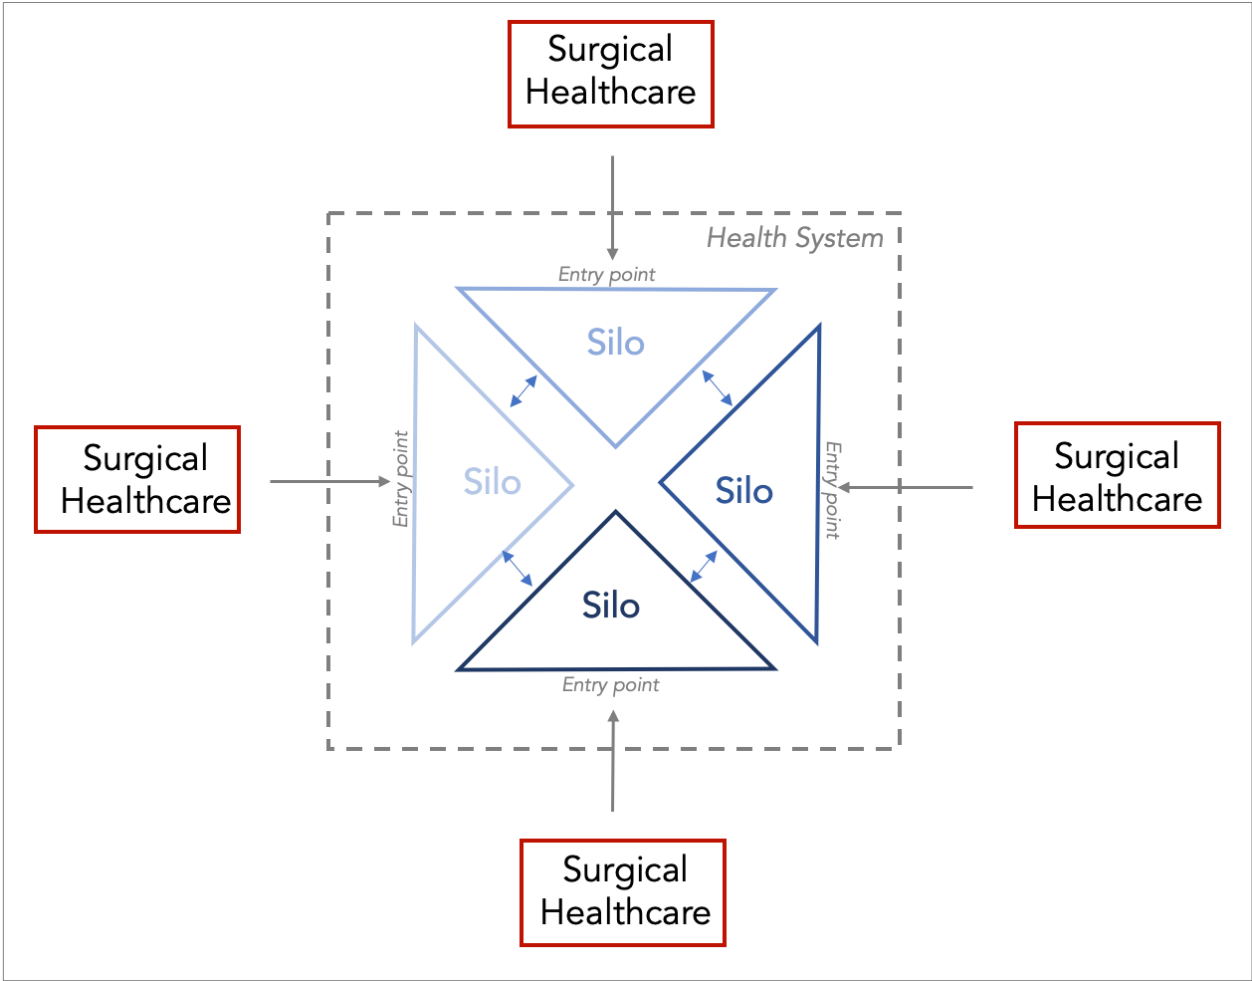 Surgical
Healthcare
Health System
Entry point
Silo
Surgical
Healthcare
Entry point
Silo
Silo
Entry point
Surgical
Healthcare
Silo
Entry point
Surgical
Healthcare